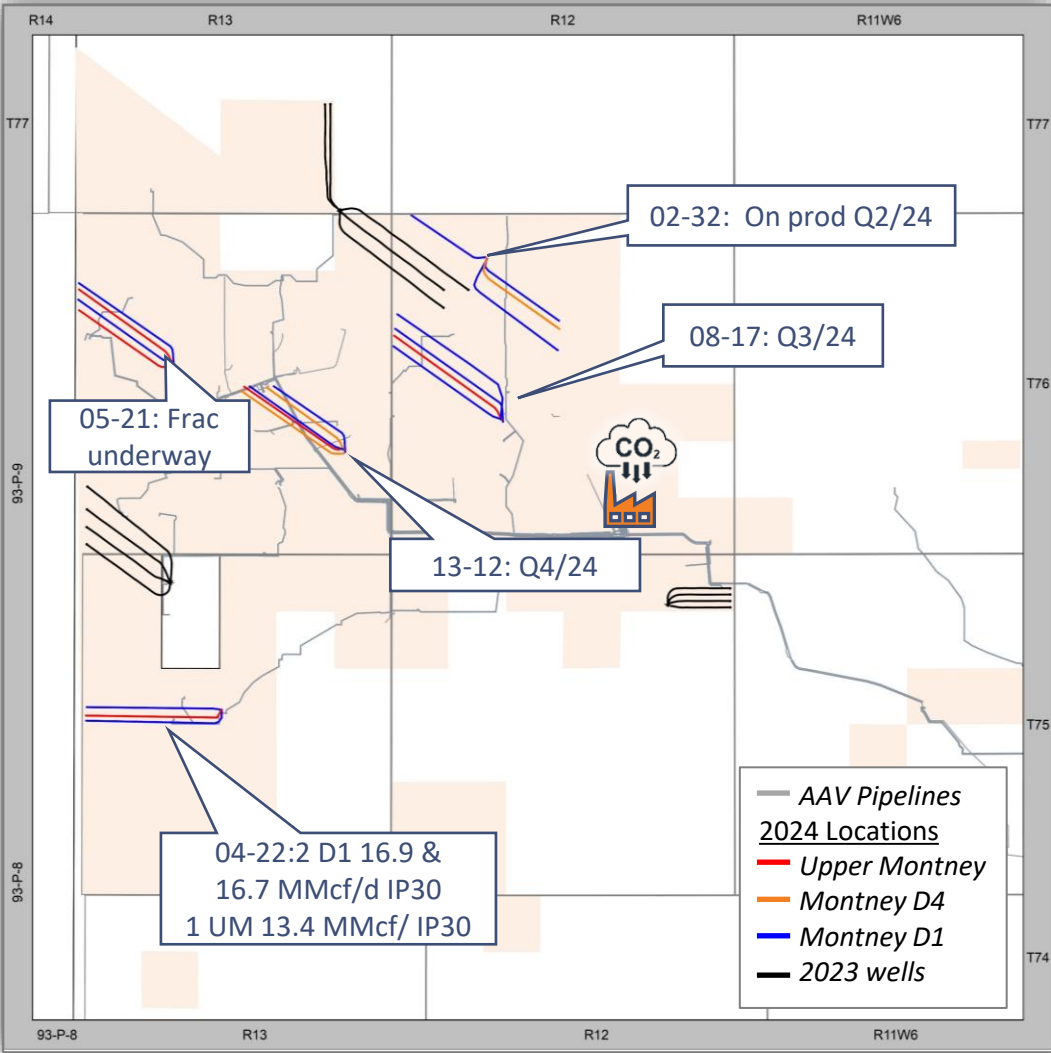 R14 R13 R12 R11W6
T77 T77
02-32: On prod Q2/24
08-17: Q3/24
T76
05-21: Frac
underway
CO2
93-P-9
13-12: Q4/24
T75
AAV Pipelines
2024 Locations
Upper Montney
Montney D4
Montney D1
2023 wells
04-22:2 D1 16.9 &
16.7 MMcf/d IP30
1 UM 13.4 MMcf/ IP30
93-P-8
T74
93-P-8 R13 R12 R11W6